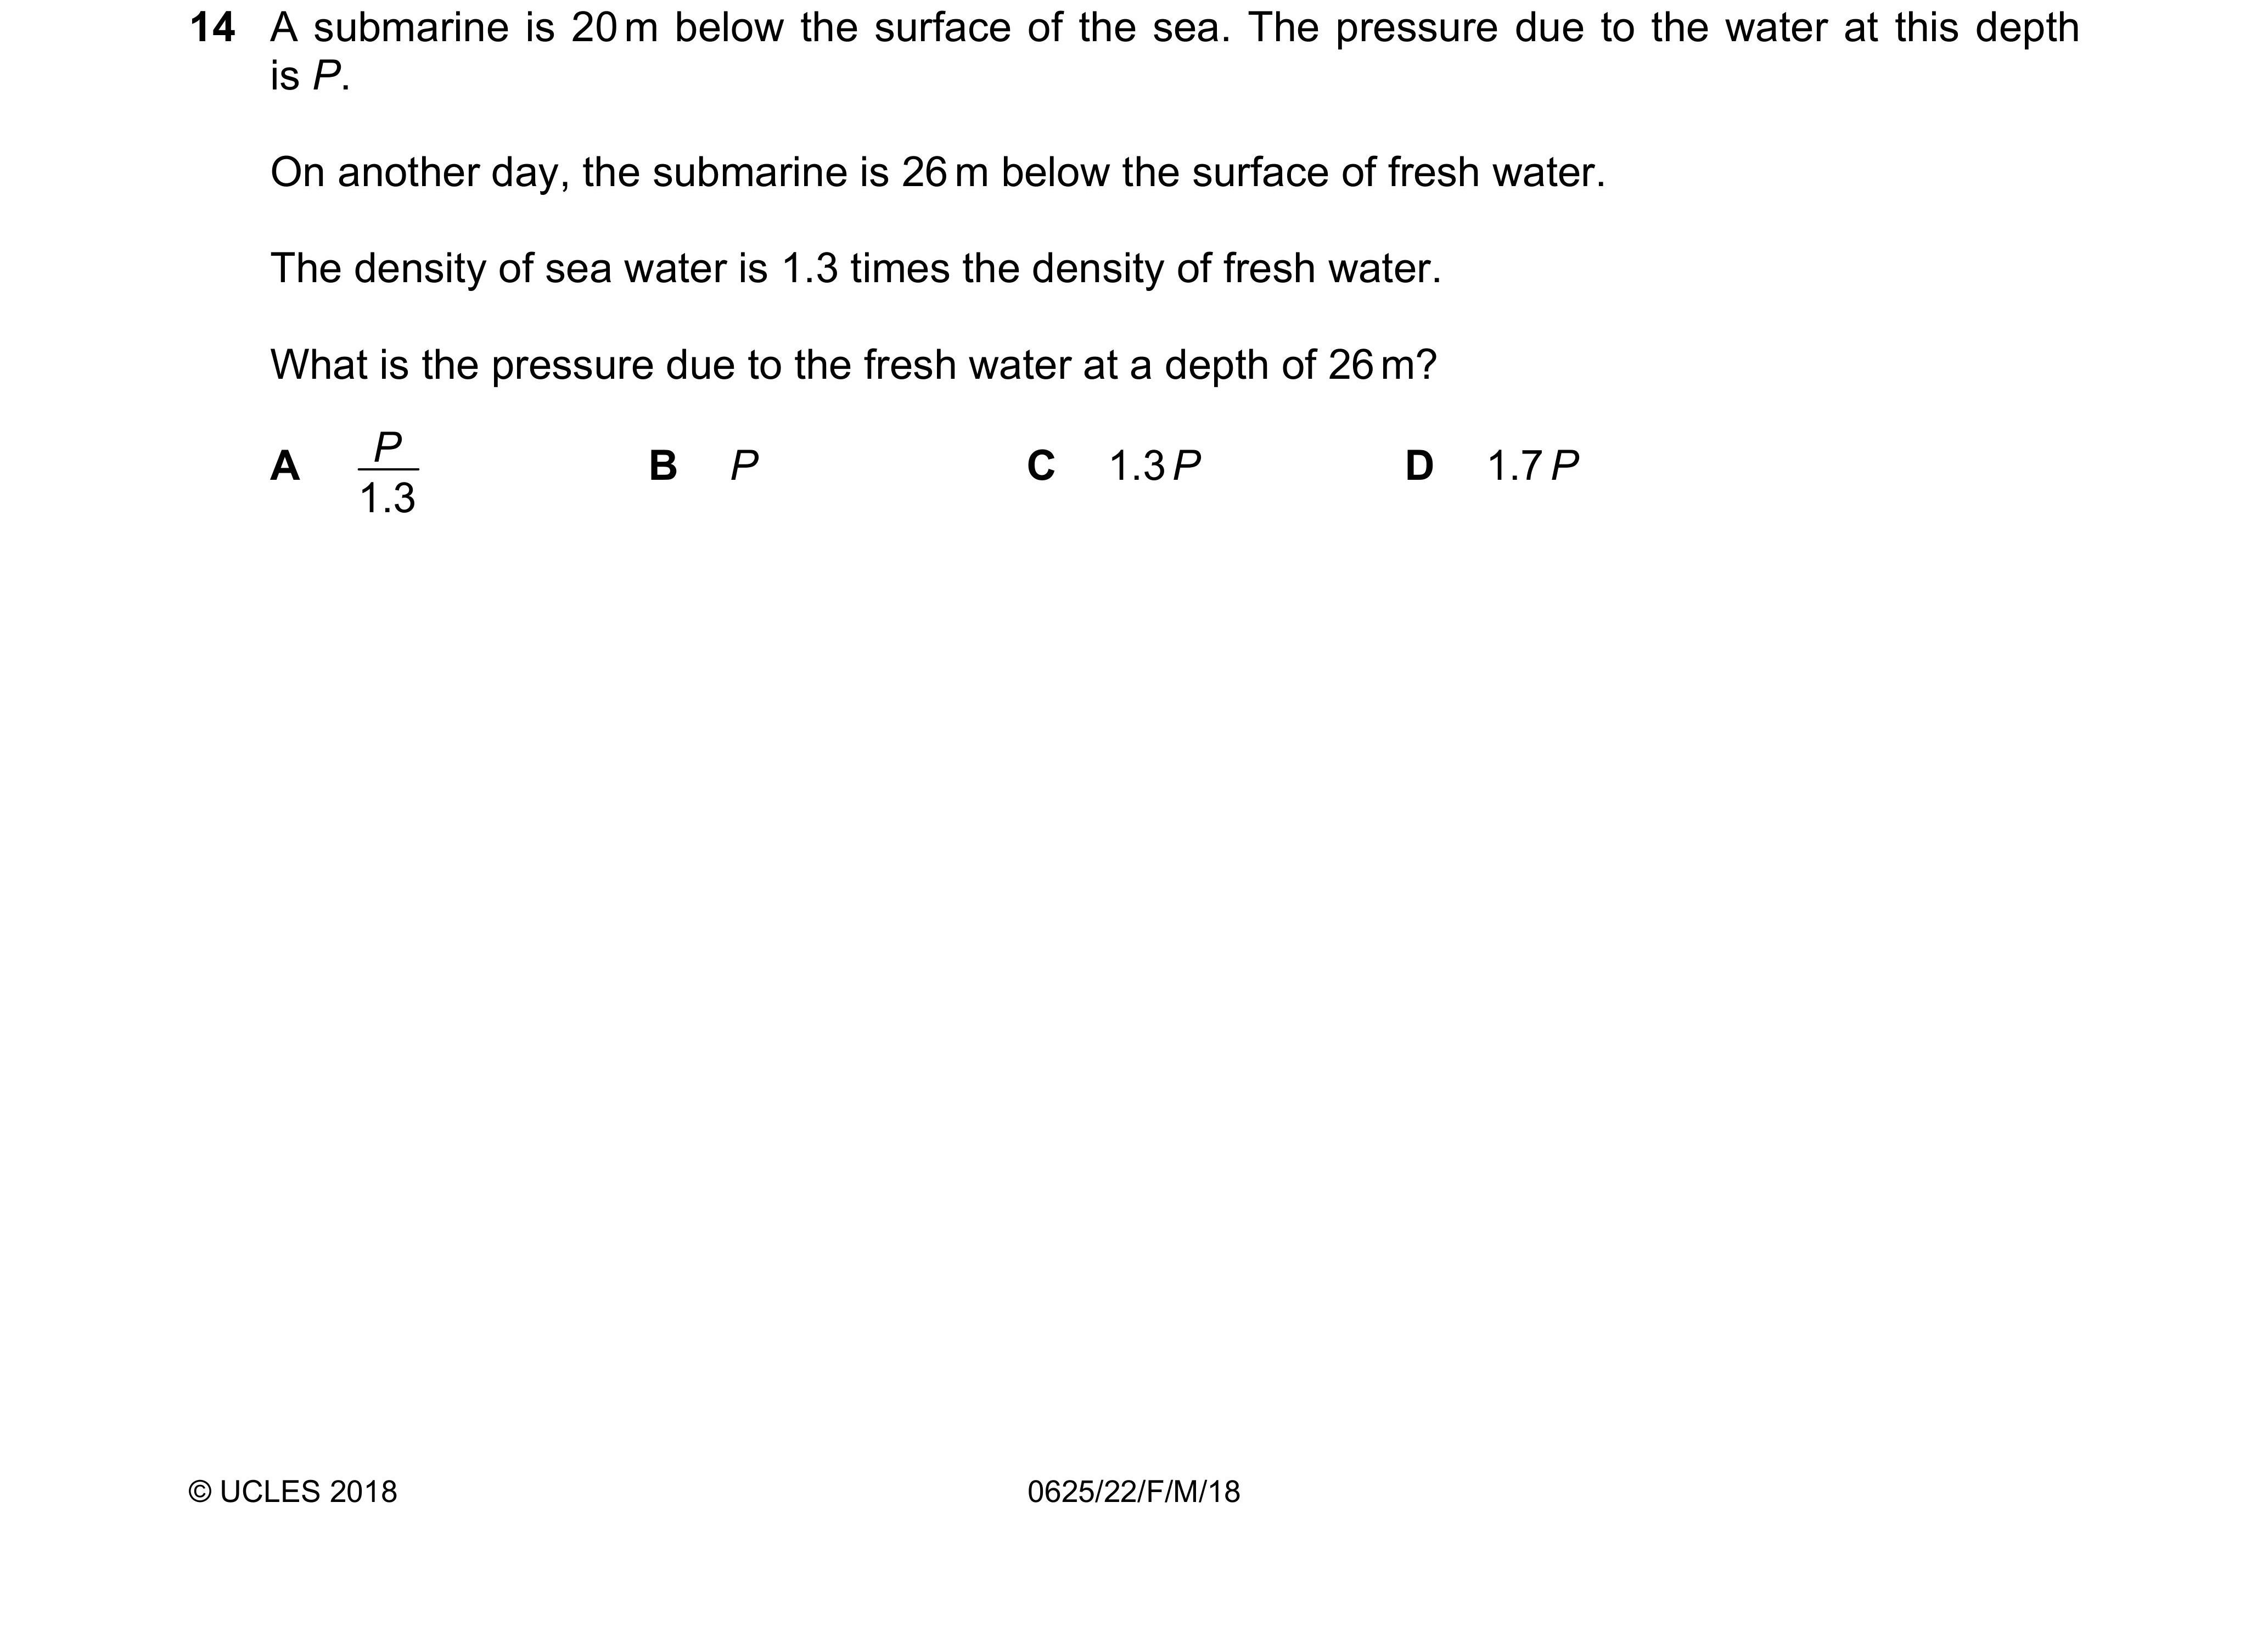 14 A submarine is 20 m below the surface of the sea. The pressure due to the water at this depth
is P.
On another day, the submarine is 26 m below the surface of fresh water.
The density of sea water is 1.3 times the density of fresh water.
What is the pressure due to the fresh water at a depth of 26 m?
A P/1.3 B P C 1.3 P D 1.7 P
© UCLES 2018 0625/22/F/M/18